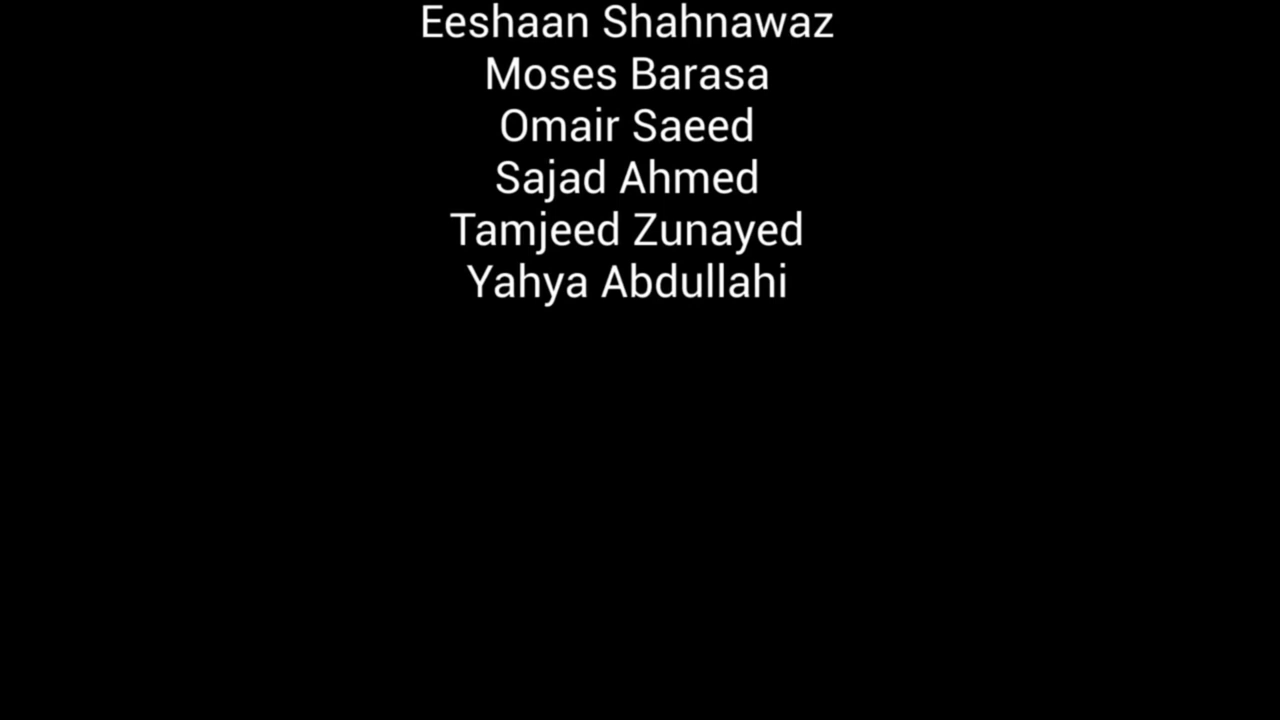 Eeshaan Shahnawaz
Moses Barasa
Omair Saeed
Sajad Ahmed
Tamjeed Zunayed
Yahya Abdullahi